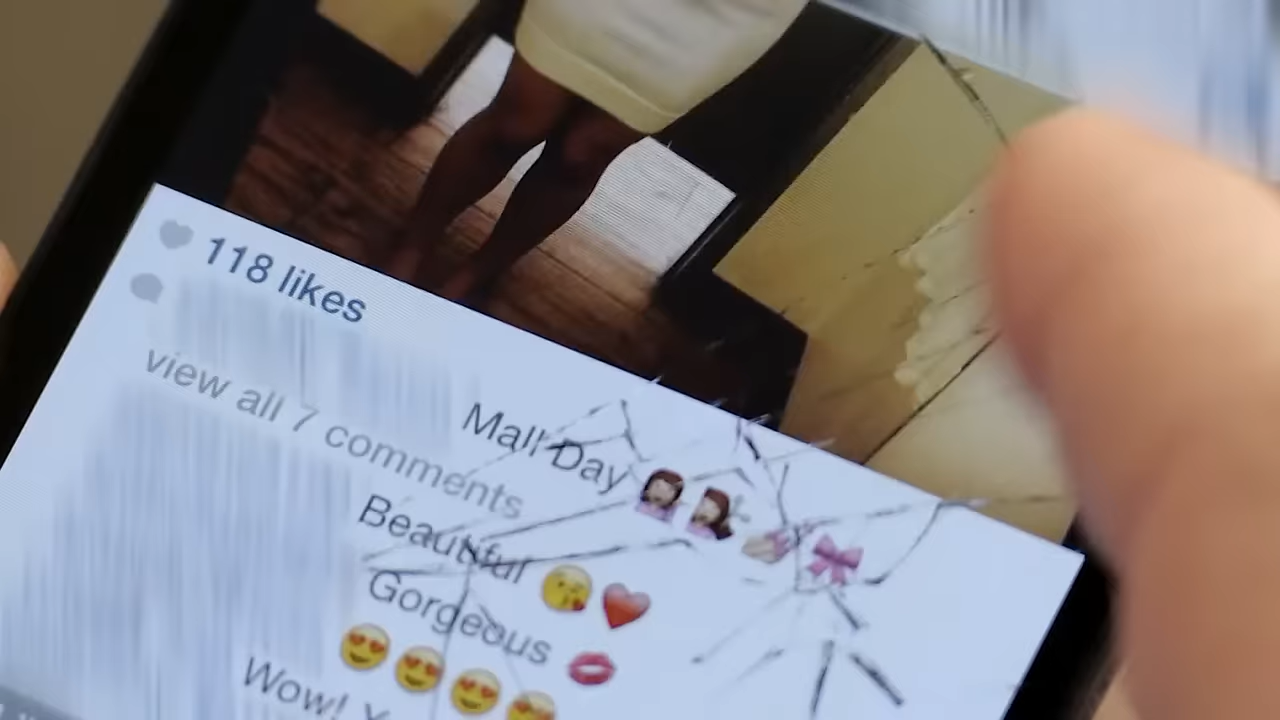 118 likes
Mall Day
view all 7 comments
Beautiful
Gorgeous
Wow!